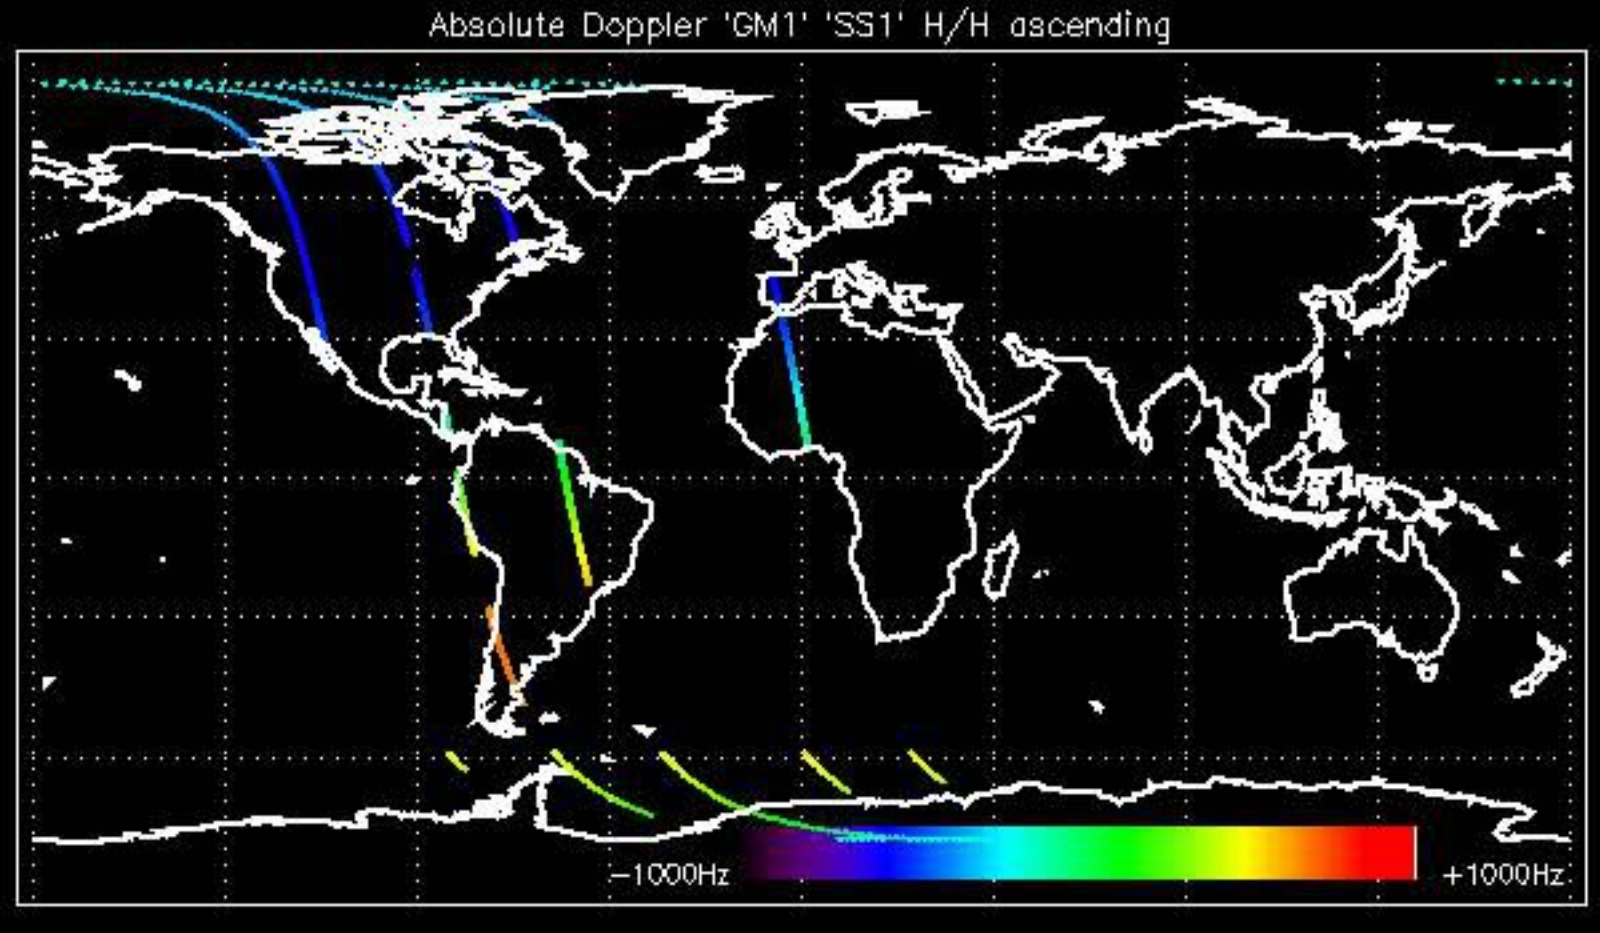 Absolute Doppler 'GM1' 'SS1' H/H ascending
−1000Hz
+1000Hz